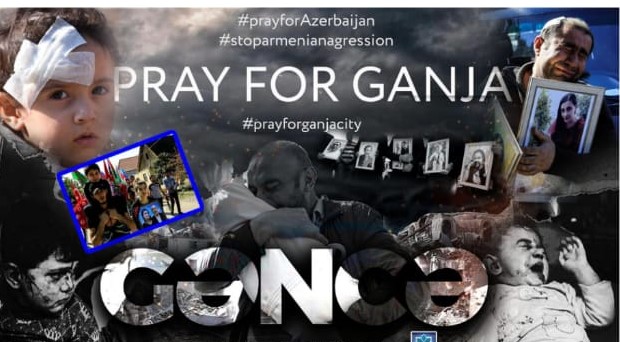 #prayforAzerbaijan
#stoparmenianagression
PRAY FOR GANJA
#prayforganjacity
GƏNCƏ